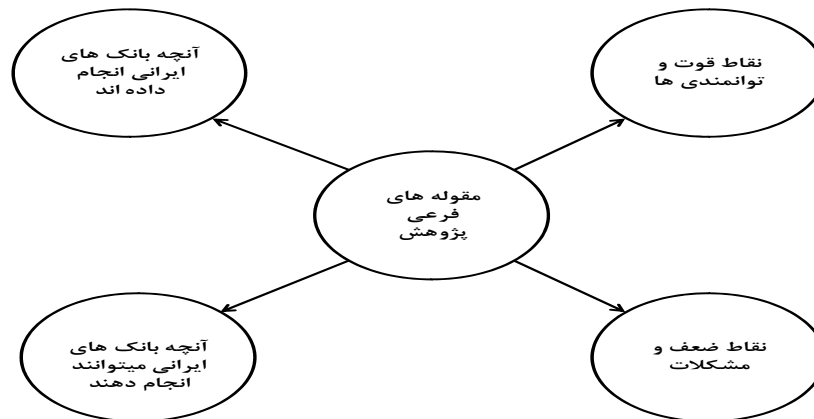 نقاط قوت و
توانمندی ها
آنچه بانک های
ایرانی انجام
داده اند
مقوله های
فرعی
پژوهش
نقاط ضعف و
مشکلات
آنچه بانک های
ایرانی میتوانند
انجام دهند